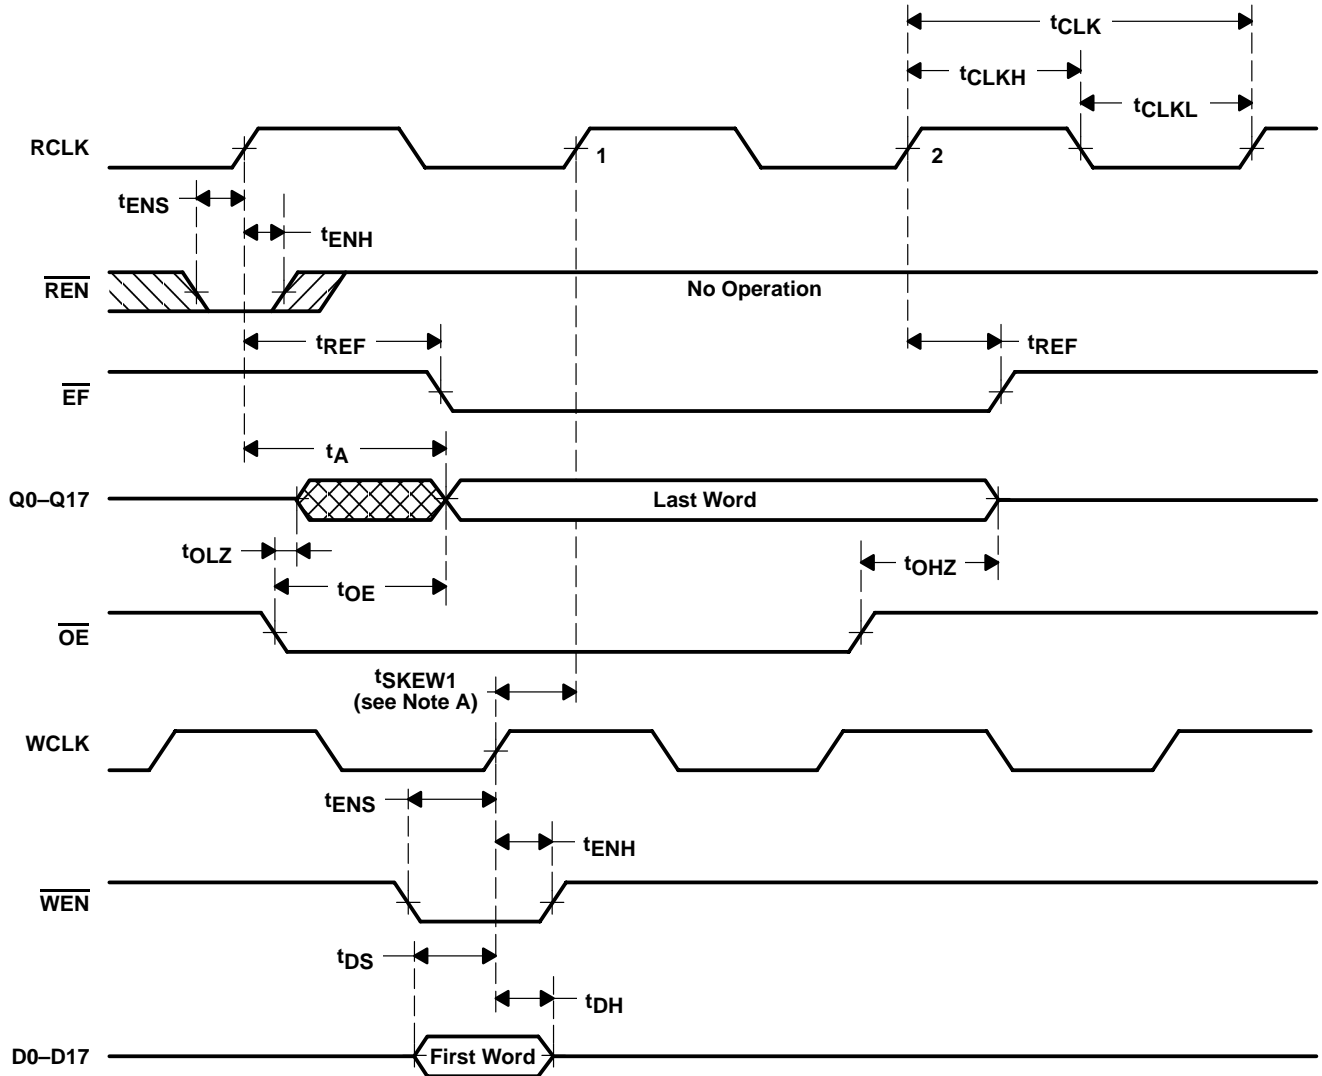 tCLK
tCLKH
tCLKL
RCLK
1
2
tENS
tENH
REN
No Operation
tREF
tREF
EF
tA
Q0–Q17
Last Word
tOLZ
tOHZ
tOE
OE
tSKEW1
(see Note A)
WCLK
tENS
tENH
WEN
tDS
tDH
D0–D17
First Word